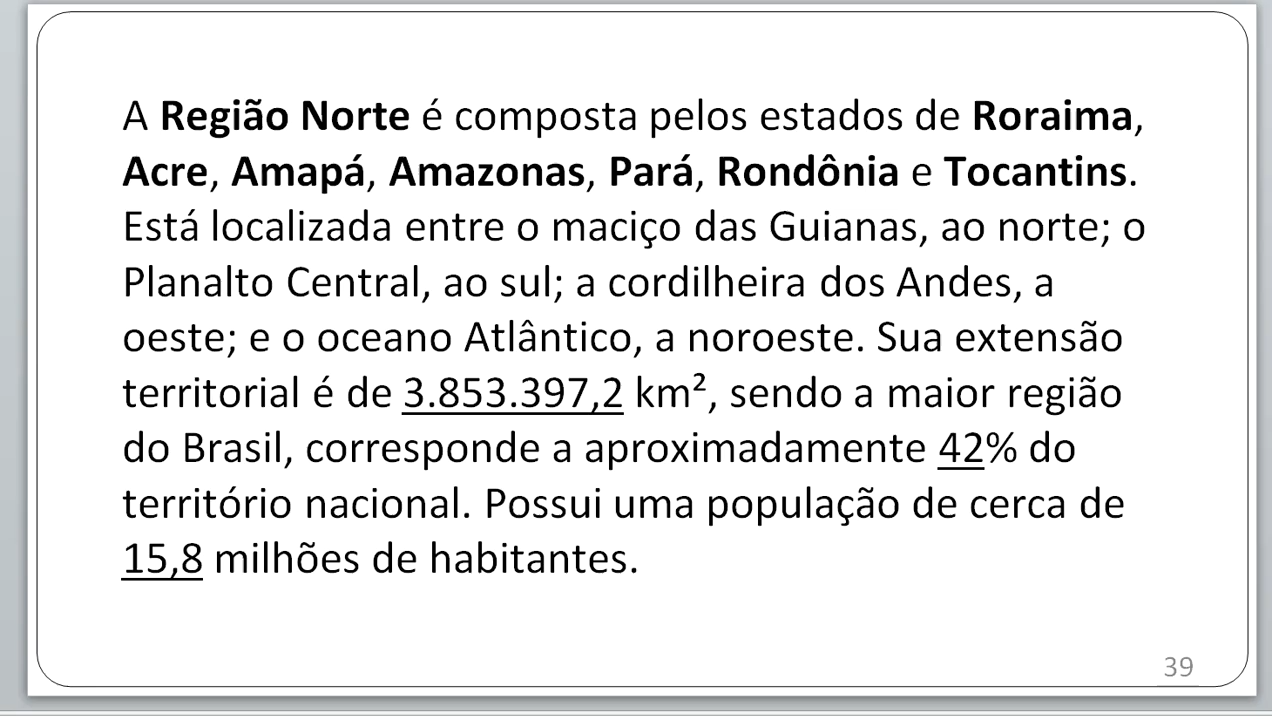 A Região Norte é composta pelos estados de Roraima,
Acre, Amapá, Amazonas, Pará, Rondônia e Tocantins.
Está localizada entre o maciço das Guianas, ao norte; o
Planalto Central, ao sul; a cordilheira dos Andes, a
oeste; e o oceano Atlântico, a noroeste. Sua extensão
territorial é de 3.853.397,2 km², sendo a maior região
do Brasil, corresponde a aproximadamente 42% do
território nacional. Possui uma população de cerca de
15,8 milhões de habitantes.
39